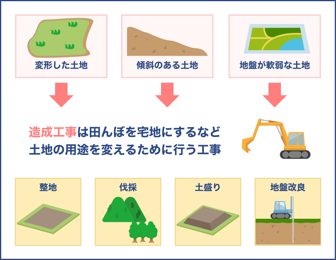 変形した土地
傾斜のある土地
地盤が軟弱な土地
造成工事は田んぼを宅地にするなど
土地の用途を変えるために行う工事
整地
伐採
土盛り
地盤改良